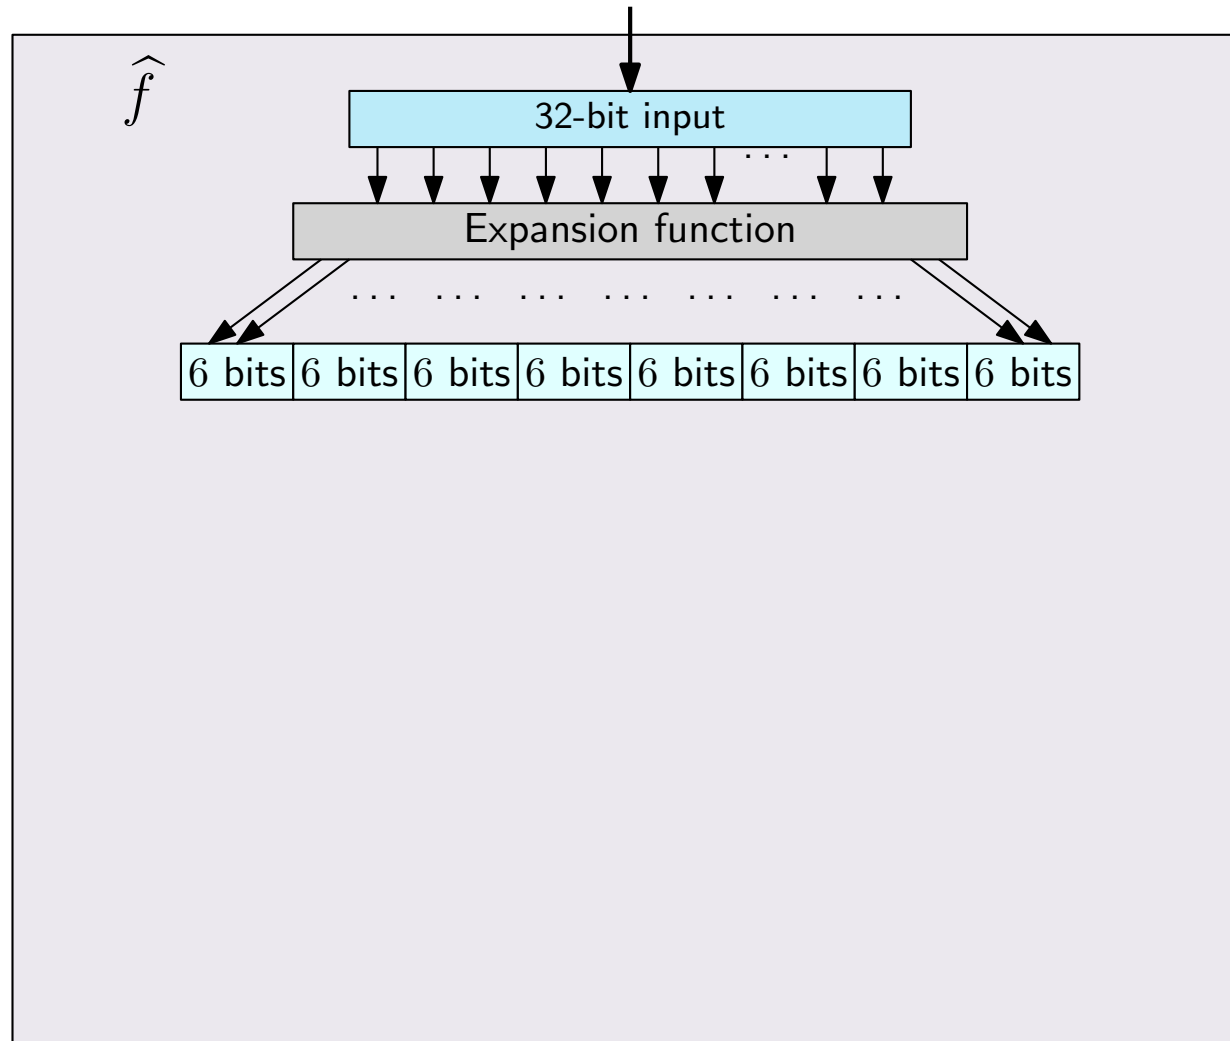 f̂
32-bit input
...
Expansion function
... ... ... ... ... ... ...
6 bits 6 bits 6 bits 6 bits 6 bits 6 bits 6 bits 6 bits